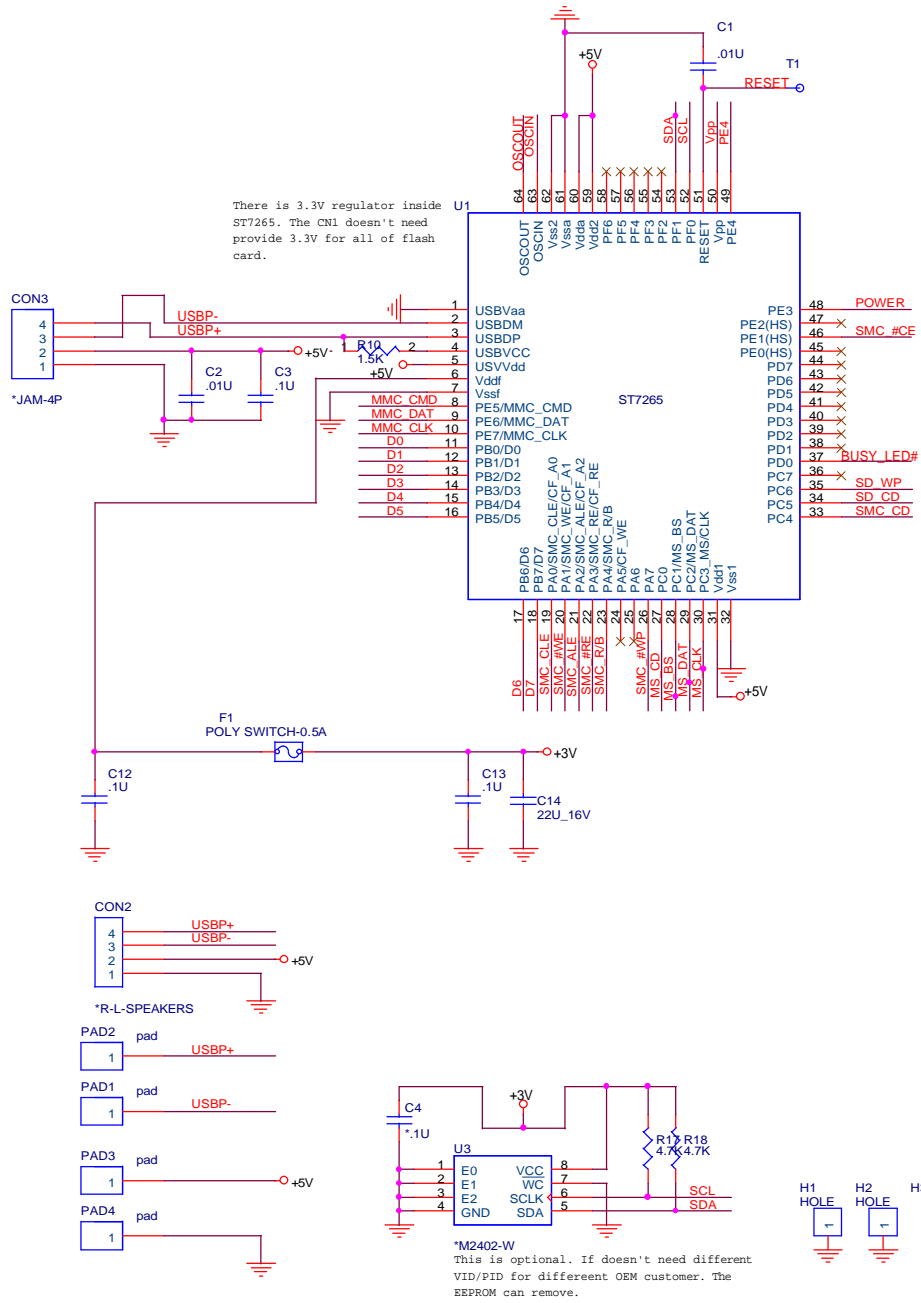 C1
.01U
+5V
T1
RESET
OSCOUT
OSCIN
SDA
SCL
Vpp
PE4
64
63
62
61
60
59
58
57
56
55
54
53
52
51
50
49
There is 3.3V regulator inside
ST7265. The CN1 doesn't need
provide 3.3V for all of flash
card.
U1
OSCOUT
OSCIN
Vss2
Vssa
Vdda
Vdd2
PF6
PF5
PF4
PF3
PF2
PF1
PF0
RESET
Vpp
PE4
CON3
4
3
2
1
*JAM-4P
USBP-
USBP+
+5V
R10
1.5K
1
2
+5V
C2
.01U
C3
.1U
MMC_CMD
MMC_DAT
MMC_CLK
D0
D1
D2
D3
D4
D5
1 USBVaa
2 USBDM
3 USBDP
4 USBVCC
5 USVVdd
6 Vddf
7 Vssf
8 PE5/MMC_CMD
9 PE6/MMC_DAT
10 PE7/MMC_CLK
11 PB0/D0
12 PB1/D1
13 PB2/D2
14 PB3/D3
15 PB4/D4
16 PB5/D5
ST7265
PE3 48 POWER
PE2(HS) 47
PE1(HS) 46 SMC_#CE
PE0(HS) 45
PD7 44
PD6 43
PD5 42
PD4 41
PD3 40
PD2 39
PD1 38
PD0 37 BUSY_LED#
PC7 36
PC6 35 SD_WP
PC5 34 SD_CD
PC4 33 SMC_CD
PB6/D6
PB7/D7
PA0/SMC_CLE/CF_A0
PA1/SMC_WE/CF_A1
PA2/SMC_ALE/CF_A2
PA3/SMC_RE/CF_RE
PA4/SMC_R/B
PA5/CF_WE
PA6
PA7
PC0
PC1/MS_BS
PC2/MS_DAT
PC3_MS/CLK
Vdd1
Vss1
17
18
19
20
21
22
23
24
25
26
27
28
29
30
31
32
D6
D7
SMC_CLE
SMC_#WE
SMC_ALE
SMC_#RE
SMC_R/B
SMC_#WP
MS_CD
MS_BS
MS_DAT
MS_CLK
+5V
F1
POLY SWITCH-0.5A
+3V
C12
.1U
C13
.1U
C14
22U_16V
CON2
4
3
2
1
USBP+
USBP-
+5V
*R-L-SPEAKERS
PAD2
pad
1
USBP+
PAD1
pad
1
USBP-
PAD3
pad
1
+5V
PAD4
pad
1
+3V
C4
*.1U
U3
1 E0
2 E1
3 E2
4 GND
VCC 8
WC 7
SCLK 6
SDA 5
R17
4.7K
R18
4.7K
SCL
SDA
*M2402-W
This is optional. If doesn't need different
VID/PID for different OEM customer. The
EEPROM can remove.
H1
HOLE
1
H2
HOLE
1